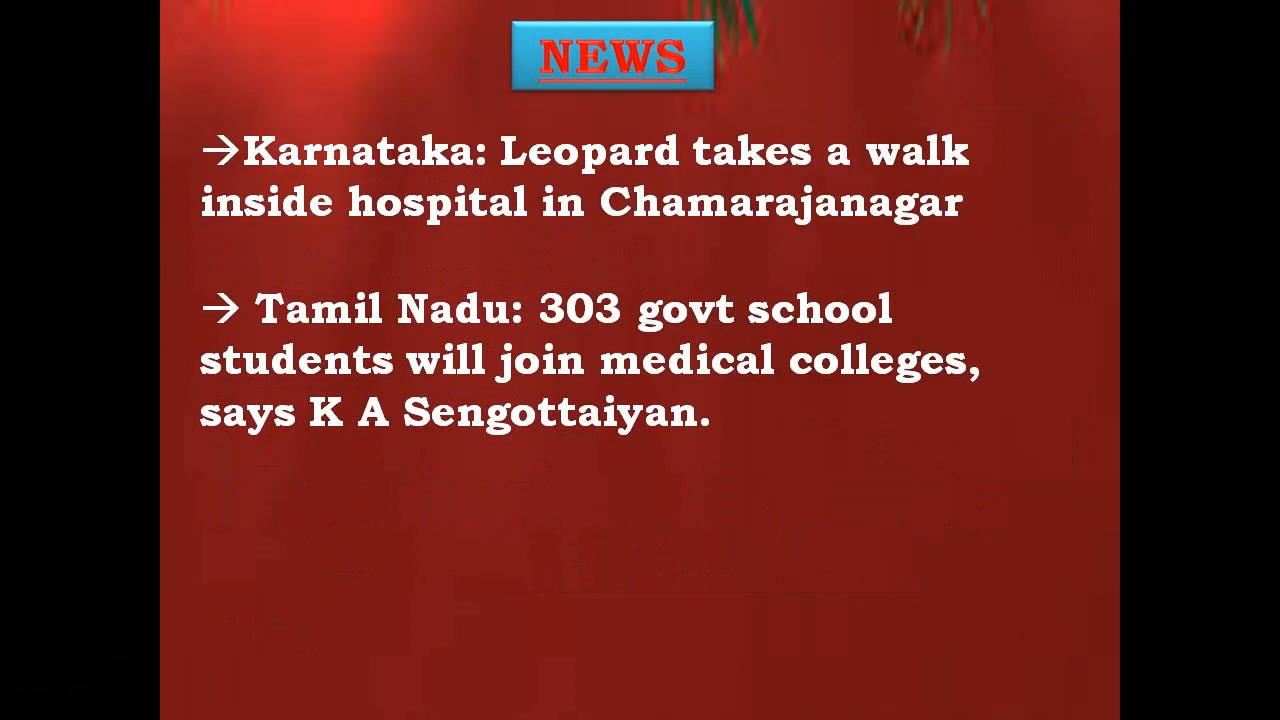 NEWS
→Karnataka: Leopard takes a walk
inside hospital in Chamarajanagar
→ Tamil Nadu: 303 govt school
students will join medical colleges,
says K A Sengottaiyan.